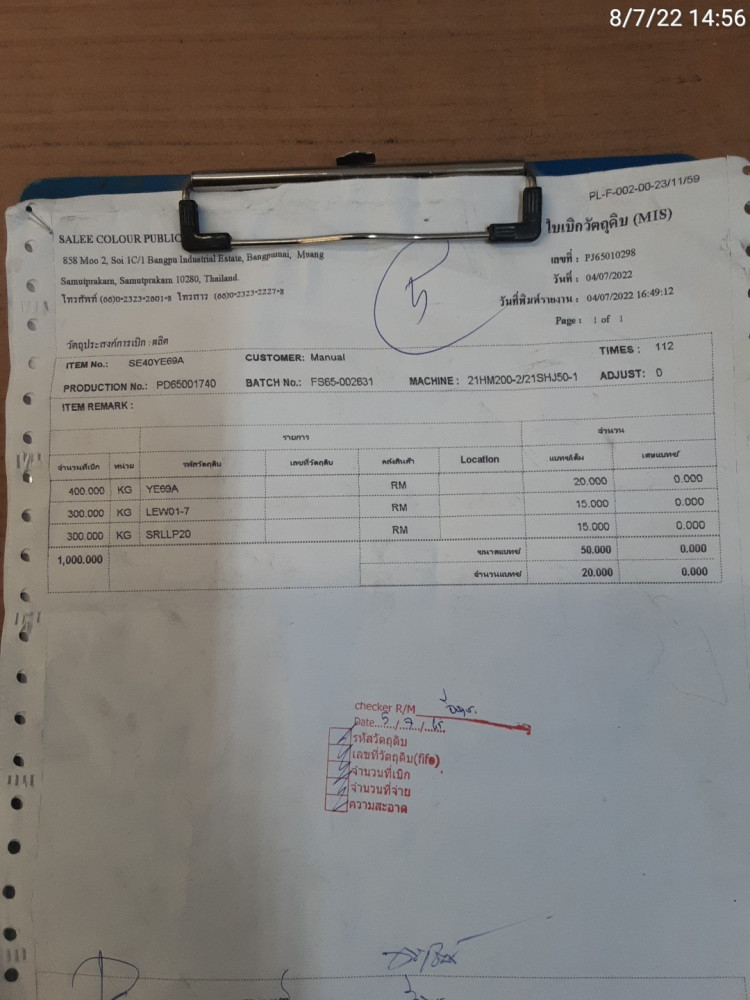 8/7/22 14:56
PL-F-002-00-23/11/59
SALEE COLOUR PUBLIC
ใบเบิกวัตถุดิบ (MIS)
858 Moo 2, Soi 1C/1 Bangpu Industrial Estate, Bangpumai, Muang
เลขที่ : PJ65010298
Samutprakarn, Samutprakarn 10280, Thailand.
วันที่ : 04/07/2022
โทรศัพท์ (66)0-2323-2601-8 โทรสาร (66)0-2323-2227-8
วันที่พิมพ์รายงาน : 04/07/2022 16:49:12
5
Page : 1 of 1
วัตถุประสงค์การเบิก : ผลิต
ITEM No.: SE40YE69A CUSTOMER: Manual TIMES : 112
PRODUCTION No.: PD65001740 BATCH No.: FS65-002631 MACHINE : 21HM200-2/21SHJ50-1 ADJUST: 0
ITEM REMARK :
รายการ จำนวน
จำนวนที่เบิก หน่วย รหัสวัตถุดิบ เลขที่วัตถุดิบ คลังสินค้า Location แบทช์เต็ม เศษแบทช์
400.000 KG YE69A RM 20.000 0.000
300.000 KG LEW01-7 RM 15.000 0.000
300.000 KG SRLLP20 RM 15.000 0.000
1,000.000 ขนาดแบทช์ 50.000 0.000
จำนวนแบทช์ 20.000 0.000
checker R/M
Date 5/7/65
รหัสวัตถุดิบ
เลขที่วัตถุดิบ(fifo)
จำนวนที่เบิก
จำนวนที่จ่าย
ความสะอาด